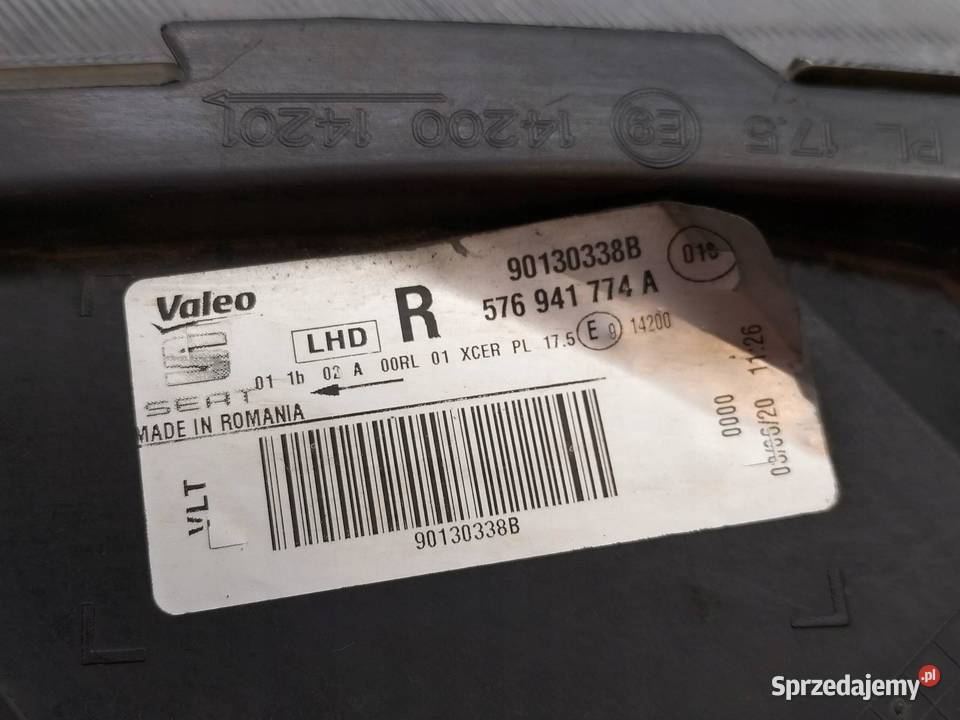 PL 17.5 E9 14200 14201
Valeo
SEAT
LHD
R
90130338B
576 941 774 A
018
01 1b 02 A 00RL 01 XCER PL 17.5 E 9 14200
MADE IN ROMANIA
VLT
90130338B
0000
11:26
Sprzedajemy.pl